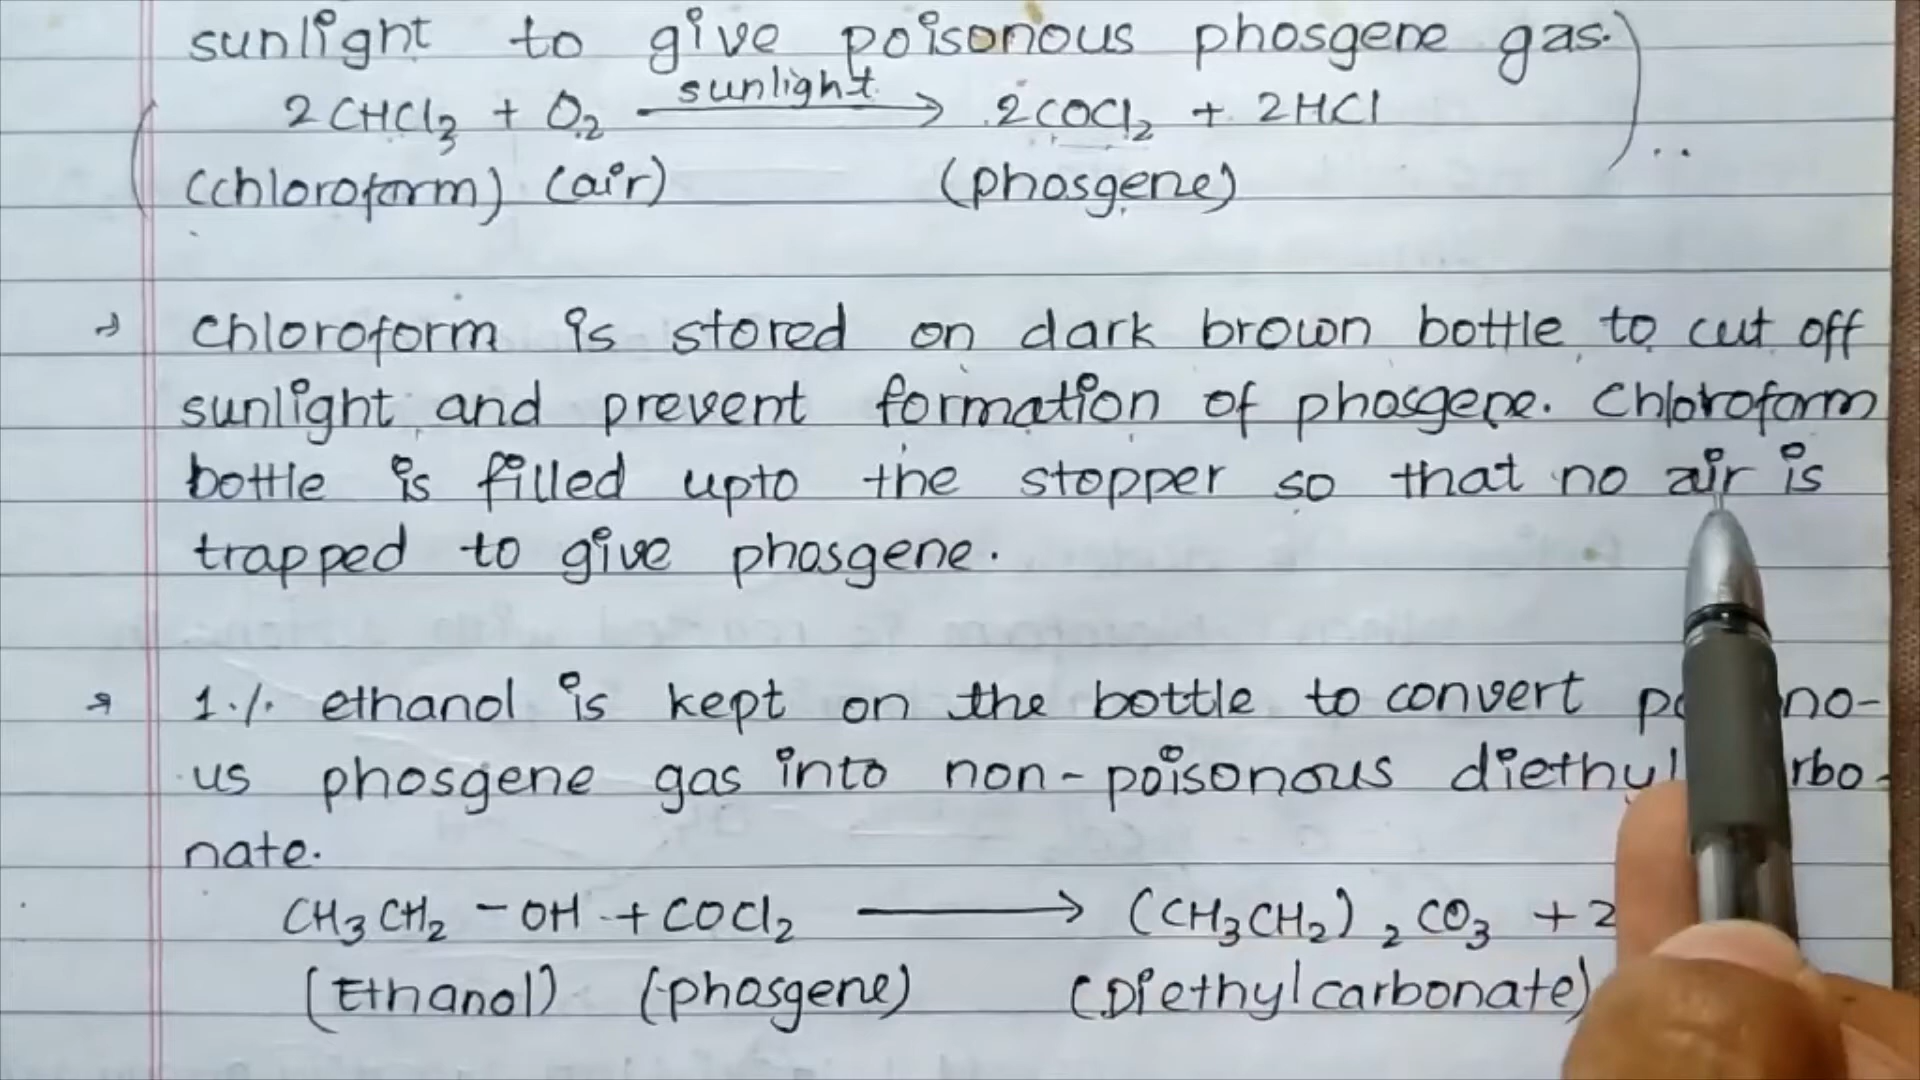 sunlight to give poisonous phosgene gas.
2CHCl₃ + O₂ sunlight → 2COCl₂ + 2HCl
(chloroform) (air) (phosgene)
→ chloroform is stored on dark brown bottle to cut off
sunlight and prevent formation of phosgene. Chloroform
bottle is filled upto the stopper so that no air is
trapped to give phosgene.
→ 1% ethanol is kept on the bottle to convert
us phosgene gas into non-poisonous diethyl
nate.
CH₃CH₂-OH + COCl₂ → (CH₃CH₂)₂CO₃ + 2
(Ethanol) (phosgene) (Diethylcarbonate)